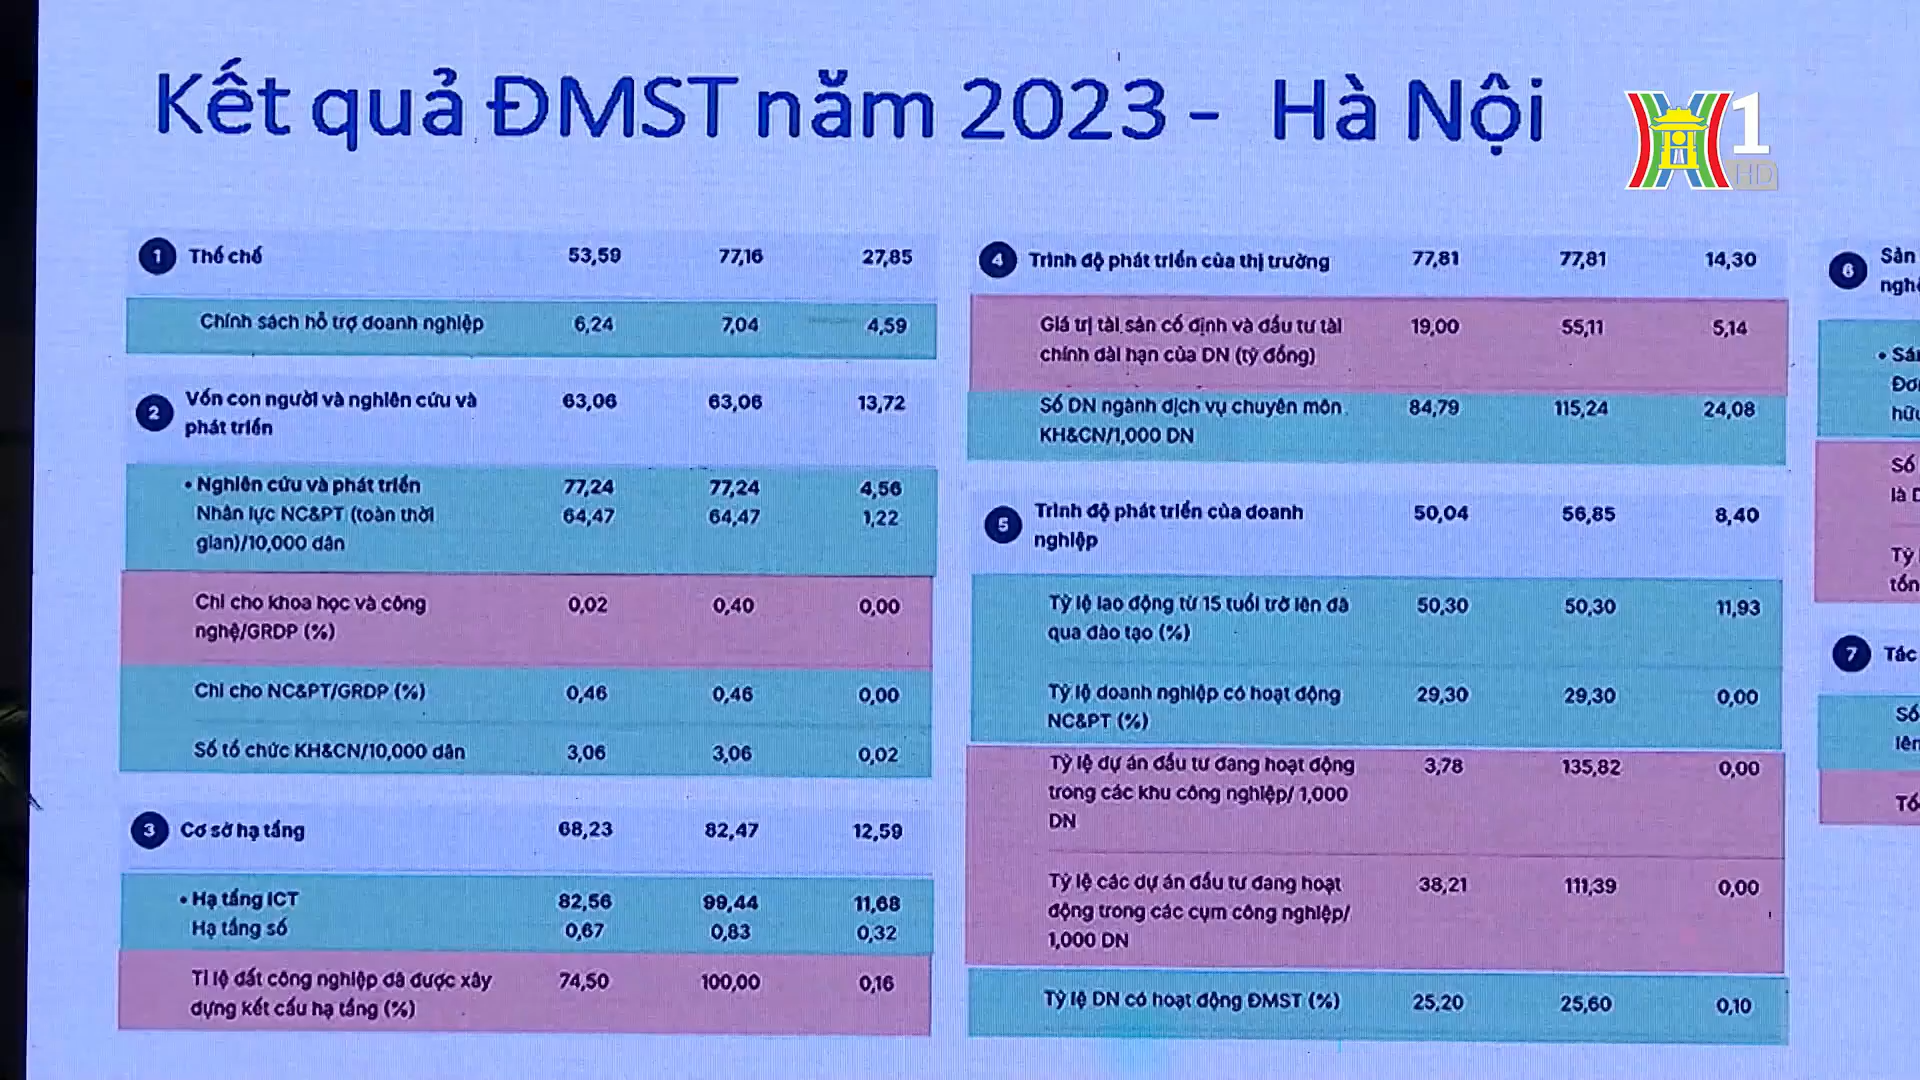 Kết quả ĐMST năm 2023 - Hà Nội
1
HD
1 Thể chế 53,59 77,16 27,85
Chính sách hỗ trợ doanh nghiệp 6,24 7,04 4,59
2 Vốn con người và nghiên cứu và 63,06 63,06 13,72
phát triển
• Nghiên cứu và phát triển 77,24 77,24 4,56
Nhân lực NC&PT (toàn thời 64,47 64,47 1,22
gian)/10,000 dân
Chi cho khoa học và công 0,02 0,40 0,00
nghệ/GRDP (%)
Chi cho NC&PT/GRDP (%) 0,46 0,46 0,00
Số tổ chức KH&CN/10,000 dân 3,06 3,06 0,02
3 Cơ sở hạ tầng 68,23 82,47 12,59
• Hạ tầng ICT 82,56 99,44 11,68
Hạ tầng số 0,67 0,83 0,32
Tỉ lệ đất công nghiệp đã được xây 74,50 100,00 0,16
dựng kết cấu hạ tầng (%)
4 Trình độ phát triển của thị trường 77,81 77,81 14,30
Giá trị tài sản cố định và đầu tư tài 19,00 55,11 5,14
chính dài hạn của DN (tỷ đồng)
Số DN ngành dịch vụ chuyên môn 84,79 115,24 24,08
KH&CN/1,000 DN
5 Trình độ phát triển của doanh 50,04 56,85 8,40
nghiệp
Tỷ lệ lao động từ 15 tuổi trở lên đã 50,30 50,30 11,93
qua đào tạo (%)
Tỷ lệ doanh nghiệp có hoạt động 29,30 29,30 0,00
NC&PT (%)
Tỷ lệ dự án đầu tư đang hoạt động 3,78 135,82 0,00
trong các khu công nghiệp/ 1,000
DN
Tỷ lệ các dự án đầu tư đang hoạt 38,21 111,39 0,00
động trong các cụm công nghiệp/
1,000 DN
Tỷ lệ DN có hoạt động ĐMST (%) 25,20 25,60 0,10
6 Sản
Số
là
Tỷ
tổn
7 Tác
Số
lên